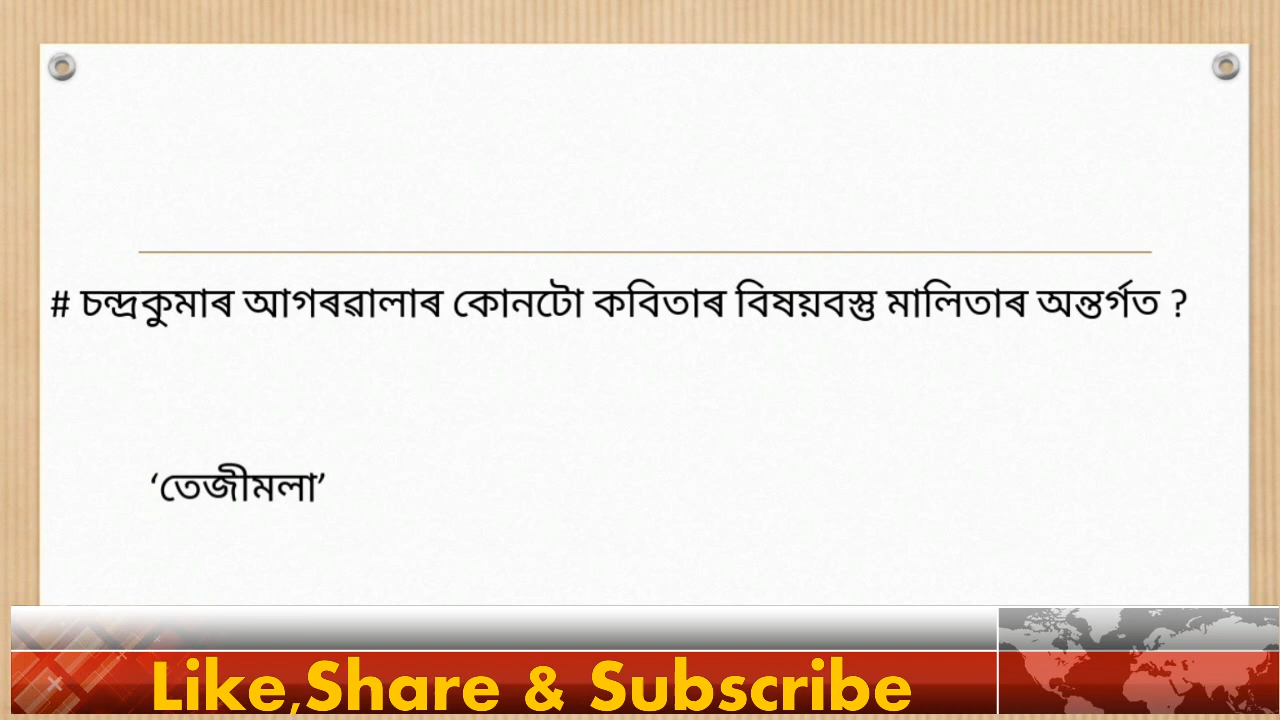 # চন্দ্ৰকুমাৰ আগৰৱালাৰ কোনটো কবিতাৰ বিষয়বস্তু মালিতাৰ অন্তৰ্গত ?
‘তেজীমলা’
Like,Share & Subscribe